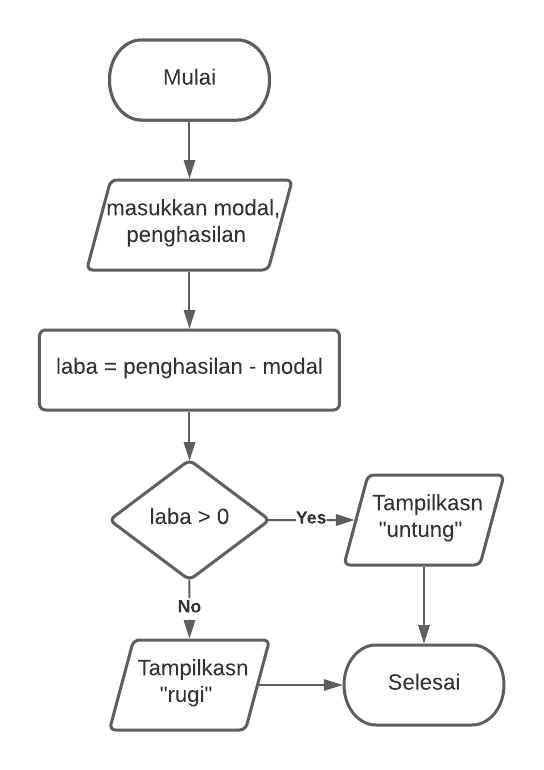 Mulai
masukkan modal,
penghasilan
laba = penghasilan - modal
laba > 0
Yes
Tampilkasn
"untung"
No
Tampilkasn
"rugi"
Selesai